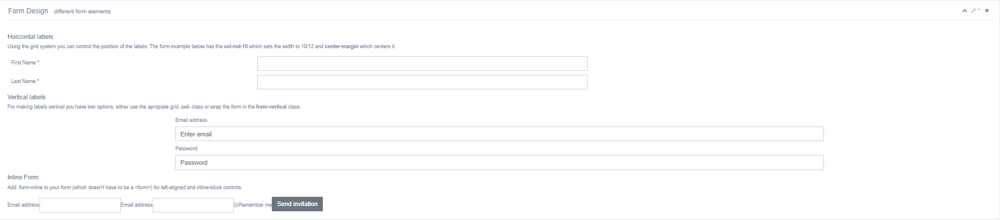 Form Design different form elements
Horizontal labels
Using the grid system you can control the position of the labels. The form example below has the col-md-10 which sets the width to 10/12 and center-margin which centers it.
First Name *
Last Name *
Vertical labels
For making labels vertical you have two options, either use the apropiate grid .col- class or wrap the form in the form-vertical class.
Email address
Enter email
Password
Password
Inline Form
Add .form-inline to your form (which doesn't have to be a <form>) for left-aligned and inline-block controls.
Email address Email address Remember me Send invitation